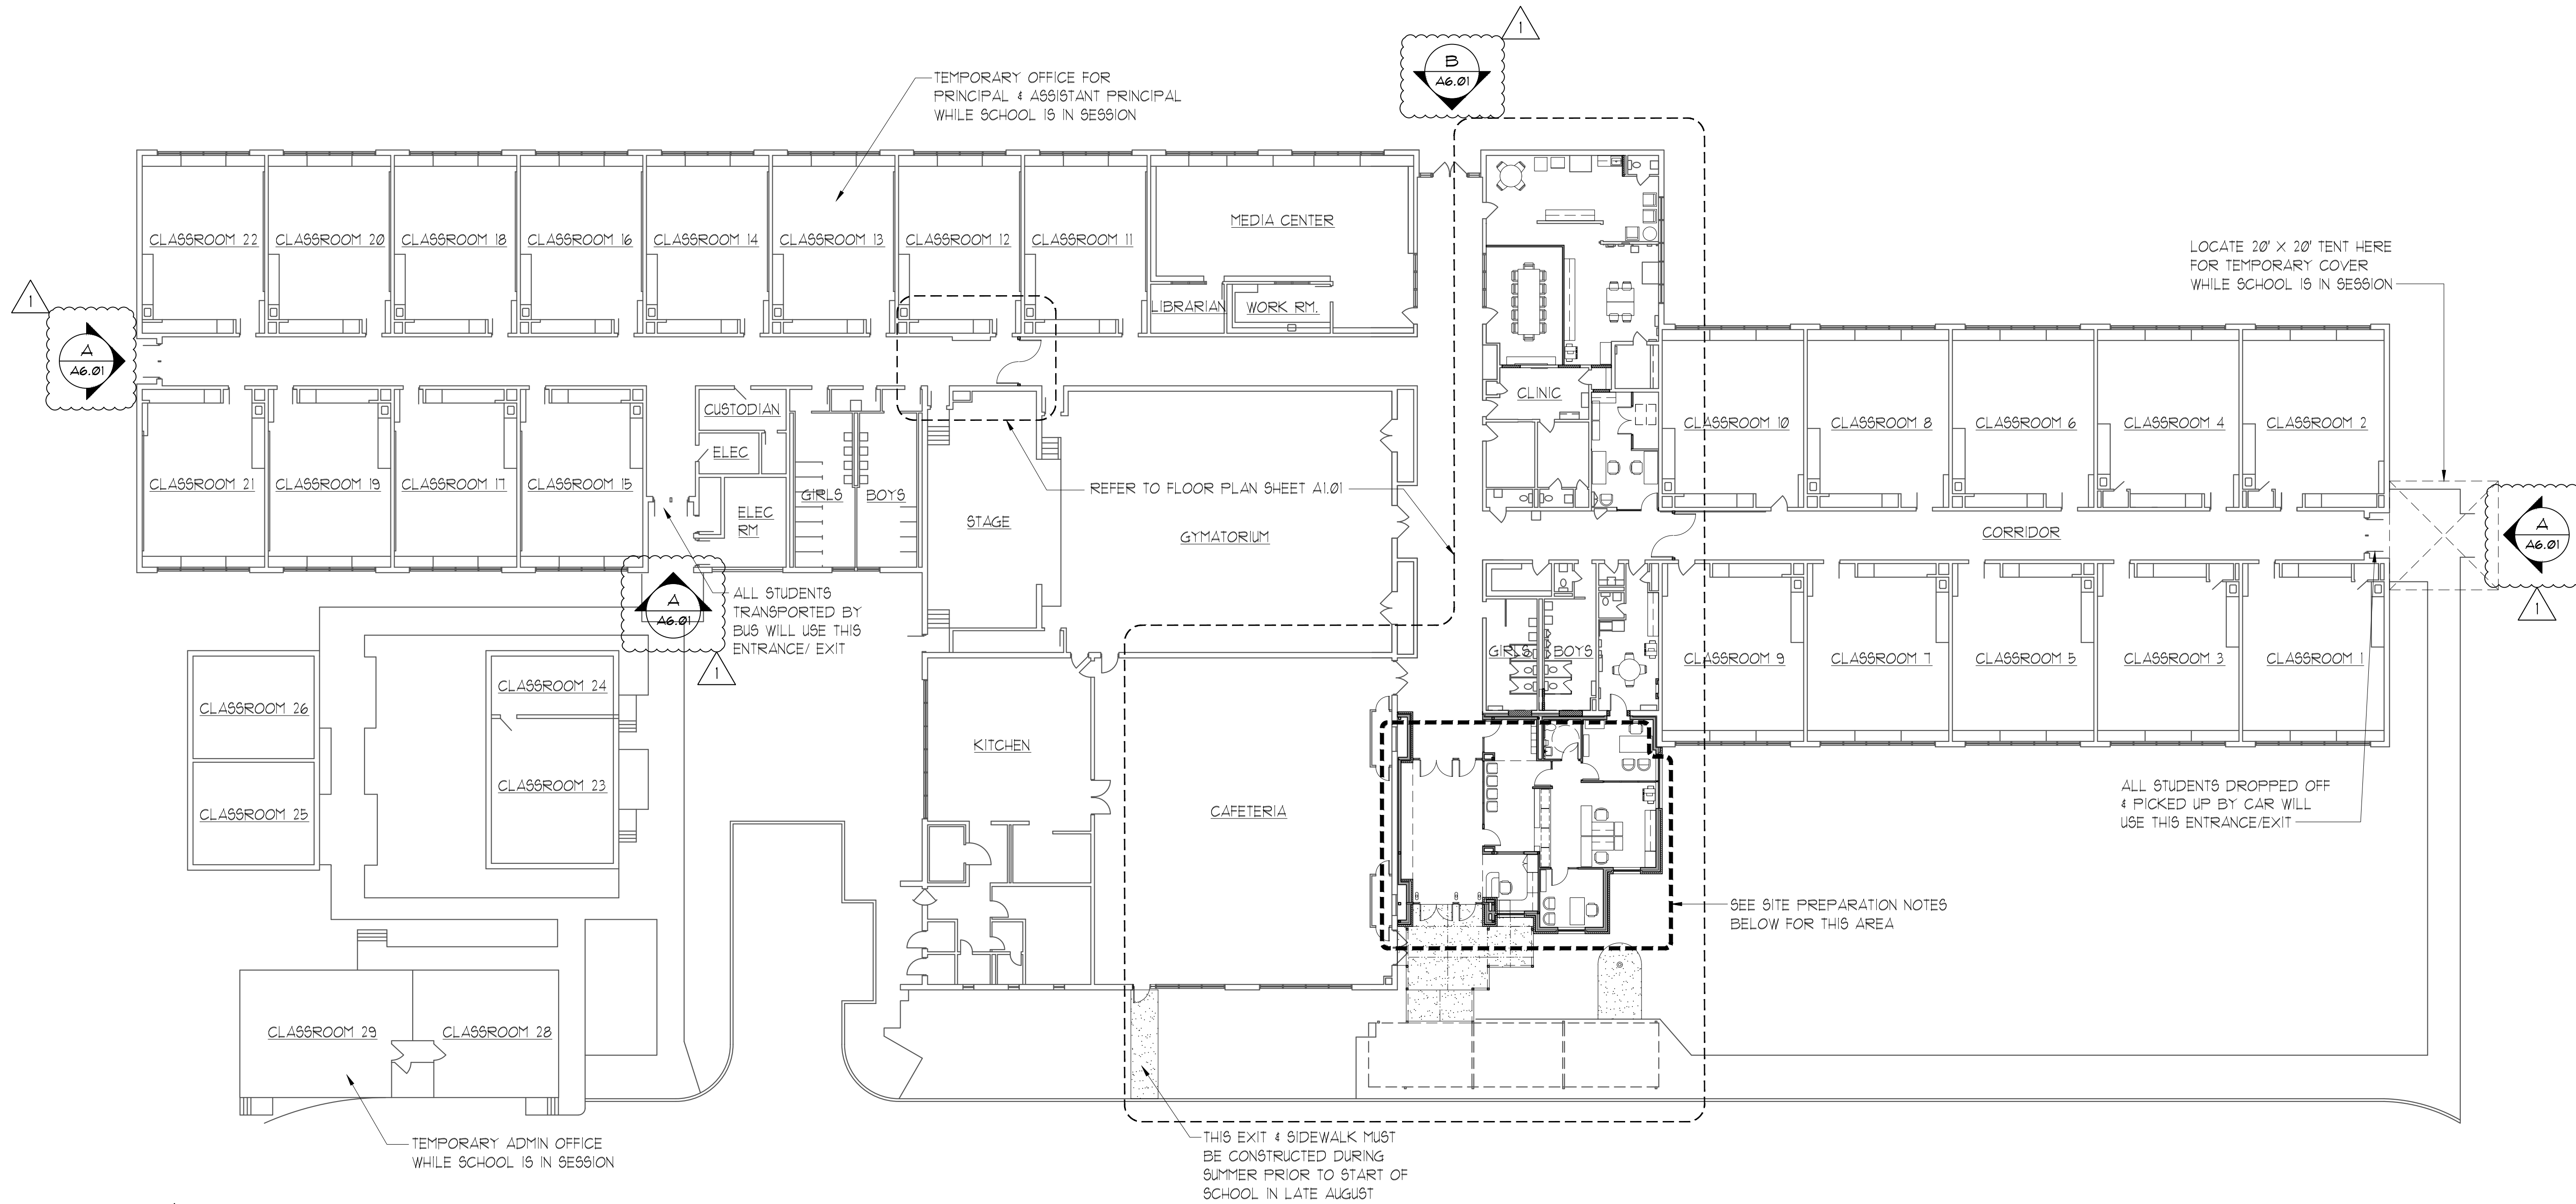 1
B
A6.01
TEMPORARY OFFICE FOR
PRINCIPAL & ASSISTANT PRINCIPAL
WHILE SCHOOL IS IN SESSION
CLASSROOM 22
CLASSROOM 20
CLASSROOM 18
CLASSROOM 16
CLASSROOM 14
CLASSROOM 13
CLASSROOM 12
CLASSROOM 11
MEDIA CENTER
LIBRARIAN
WORK RM.
LOCATE 20' X 20' TENT HERE
FOR TEMPORARY COVER
WHILE SCHOOL IS IN SESSION
1
A
A6.01
CUSTODIAN
ELEC
ELEC
RM
GIRLS
BOYS
CLASSROOM 21
CLASSROOM 19
CLASSROOM 17
CLASSROOM 15
STAGE
REFER TO FLOOR PLAN SHEET A1.01
GYMATORIUM
CLINIC
CLASSROOM 10
CLASSROOM 8
CLASSROOM 6
CLASSROOM 4
CLASSROOM 2
CORRIDOR
A
A6.01
1
A
A6.01
1
ALL STUDENTS
TRANSPORTED BY
BUS WILL USE THIS
ENTRANCE/ EXIT
GIRLS
BOYS
CLASSROOM 9
CLASSROOM 7
CLASSROOM 5
CLASSROOM 3
CLASSROOM 1
CLASSROOM 26
CLASSROOM 25
CLASSROOM 24
CLASSROOM 23
KITCHEN
CAFETERIA
ALL STUDENTS DROPPED OFF
& PICKED UP BY CAR WILL
USE THIS ENTRANCE/EXIT
SEE SITE PREPARATION NOTES
BELOW FOR THIS AREA
CLASSROOM 29
CLASSROOM 28
TEMPORARY ADMIN OFFICE
WHILE SCHOOL IS IN SESSION
THIS EXIT & SIDEWALK MUST
BE CONSTRUCTED DURING
SUMMER PRIOR TO START OF
SCHOOL IN LATE AUGUST